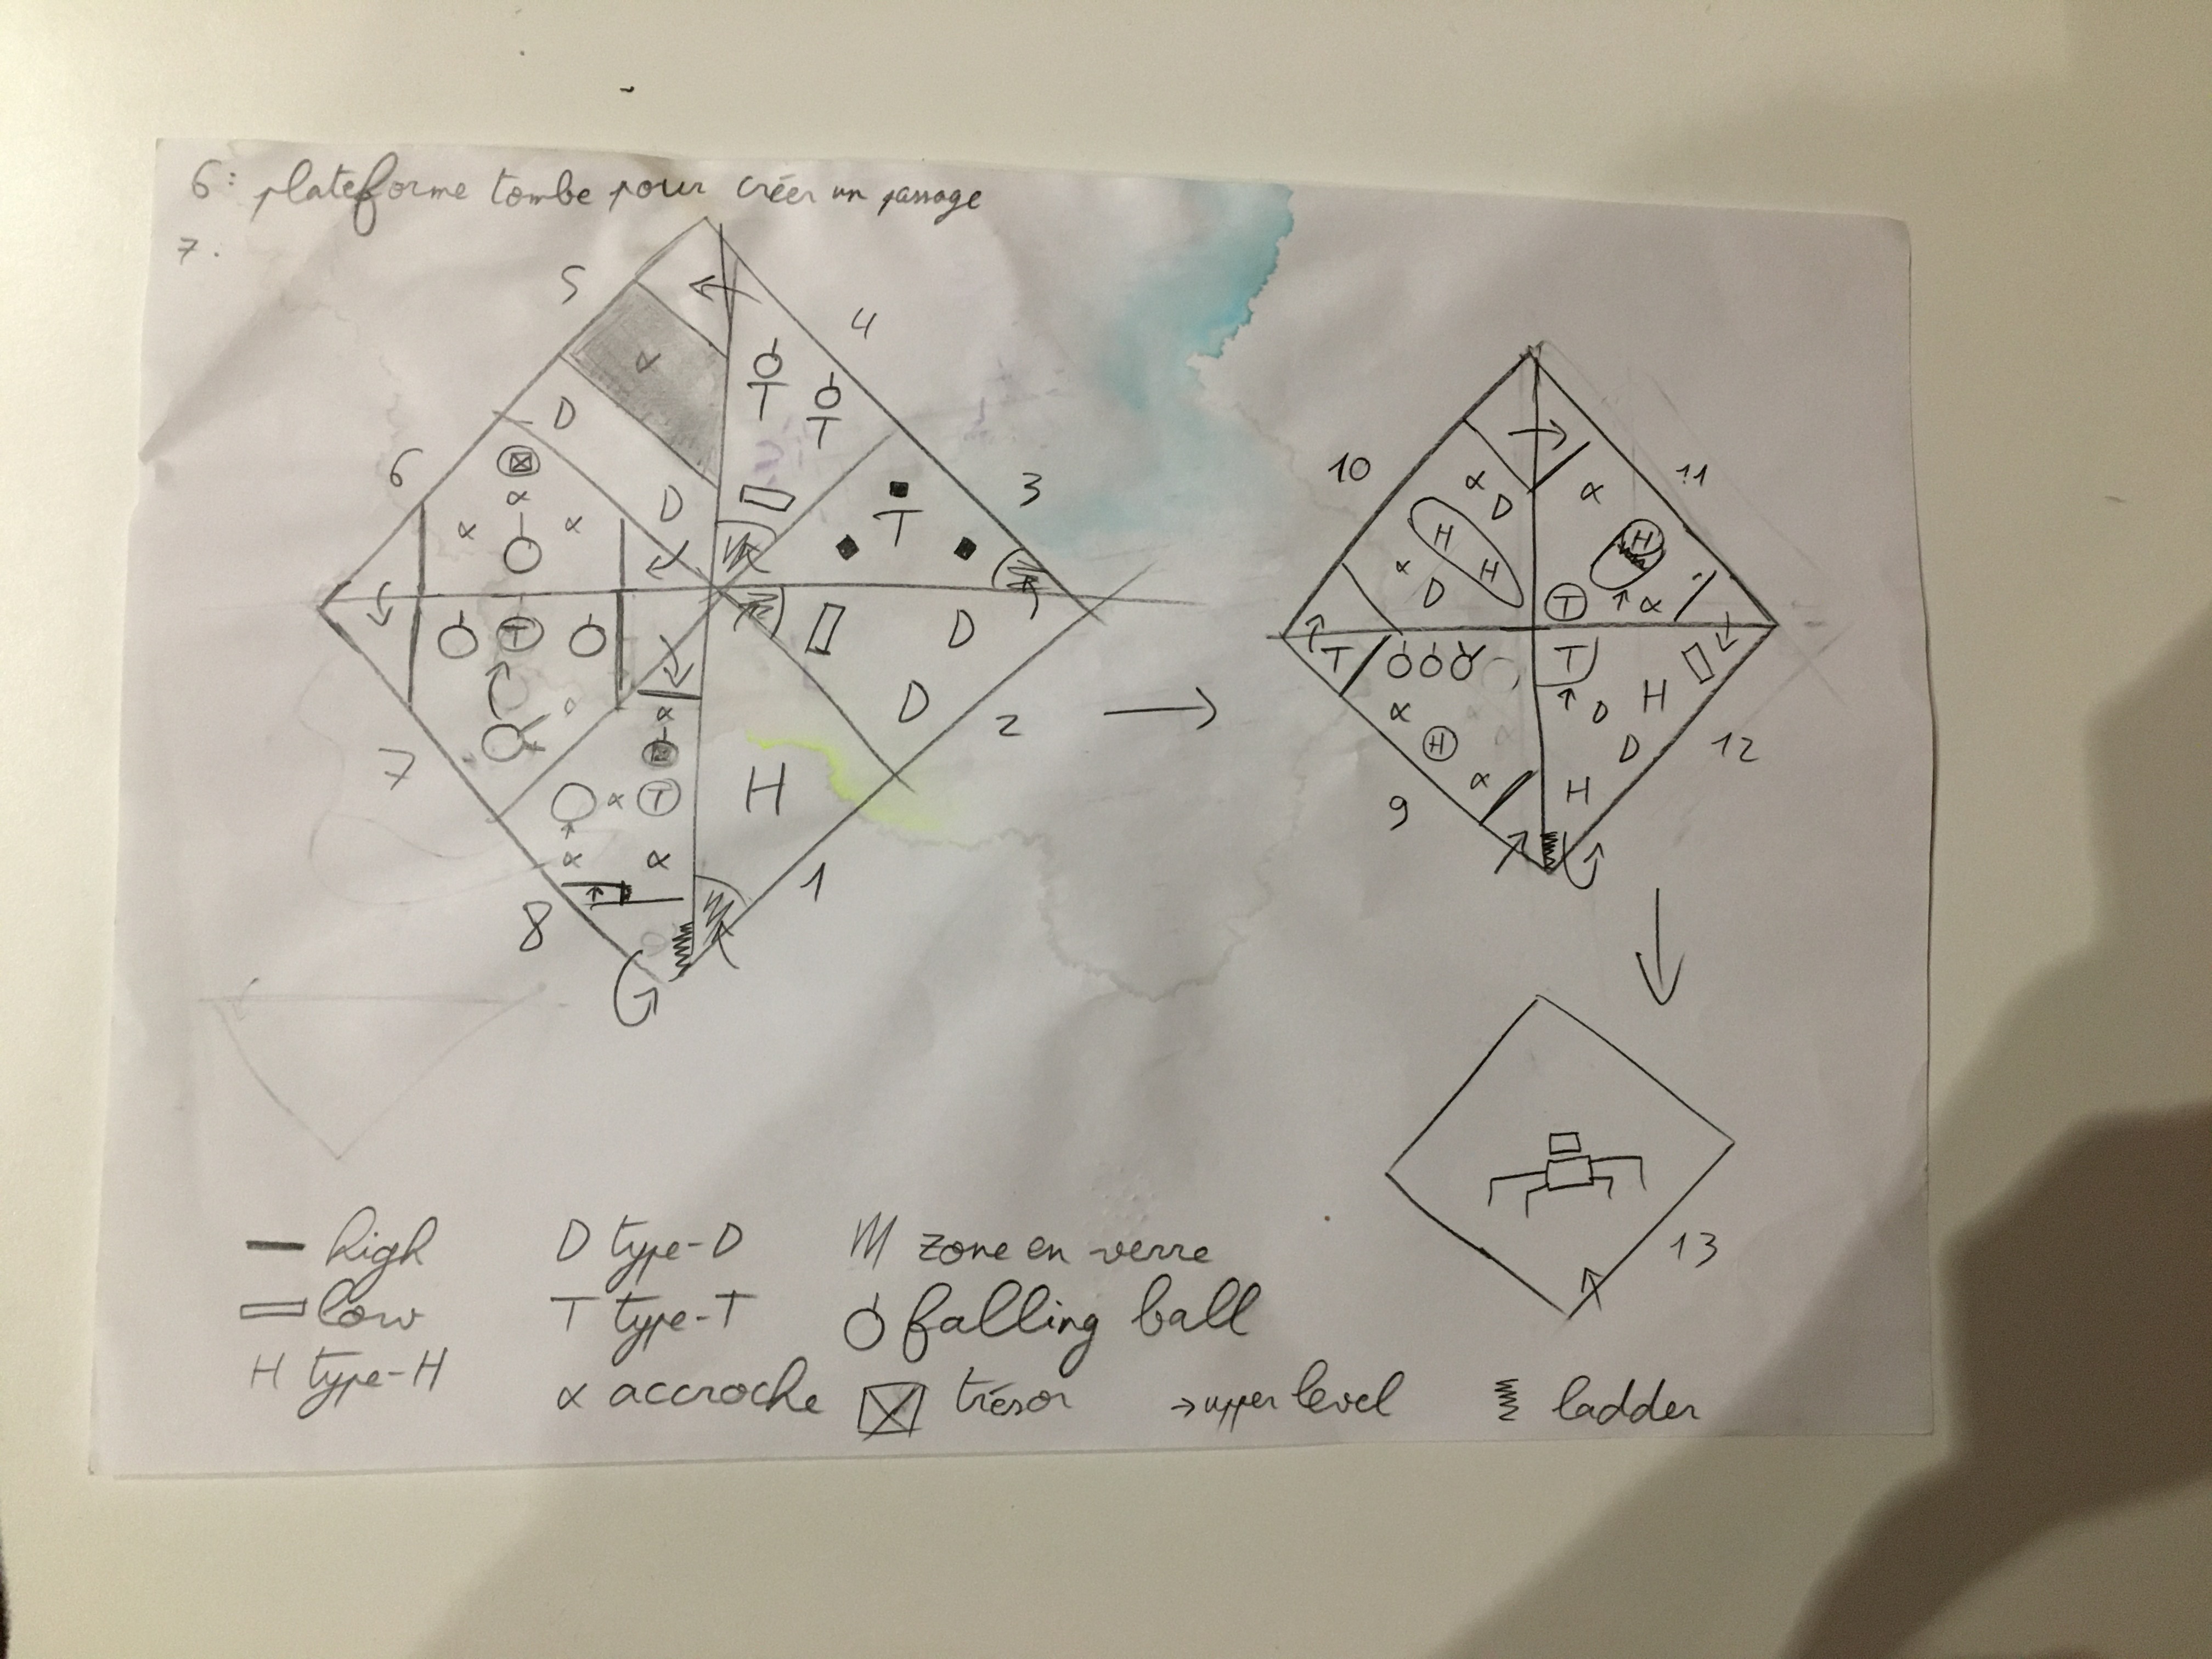 6: plateforme tombe pour créer un passage
7.
5
4
α
T
T
D
D
6
α
α
α
3
T
T
D
D
2
7
α
T
α
α
α
H
1
8
10
11
α
D
H
H
α
D
α
H
T
α
T
T
H
D
D
H
12
α
H
α
9
13
high
low
H type-H
D type-D
T type-T
α accroche
zone en verre
falling ball
trésor
→ upper level
ladder